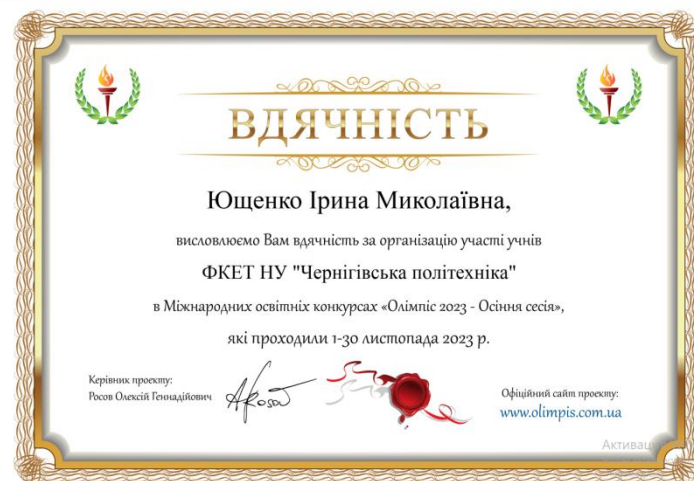 ВДЯЧНІСТЬ
Ющенко Ірина Миколаївна,
висловлюємо Вам вдячність за організацію участі учнів
ФКЕТ НУ "Чернігівська політехніка"
в Міжнародних освітніх конкурсах «Олімпіс 2023 - Осіння сесія»,
які проходили 1-30 листопада 2023 р.
Керівник проекту:
Росов Олексій Геннадійович
Офіційний сайт проекту:
www.olimpis.com.ua